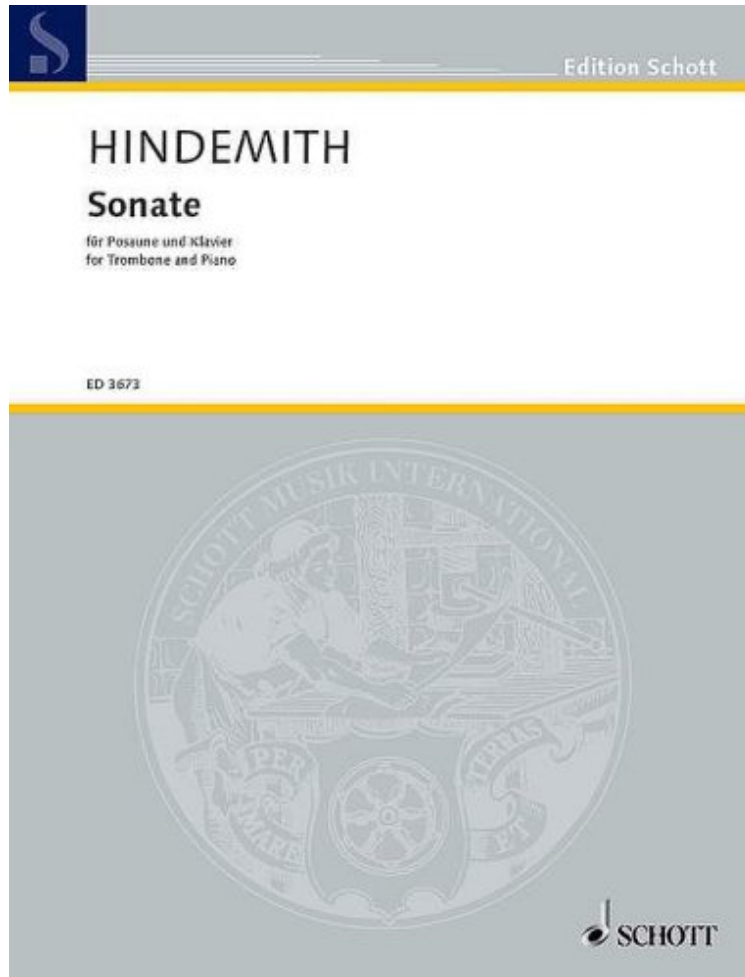 Edition Schott
HINDEMITH
Sonate
für Posaune und Klavier
for Trombone and Piano
ED 3673
SCHOTT MUSIK INTERNATIONAL
PER MARE
ET TERRAS
SCHOTT